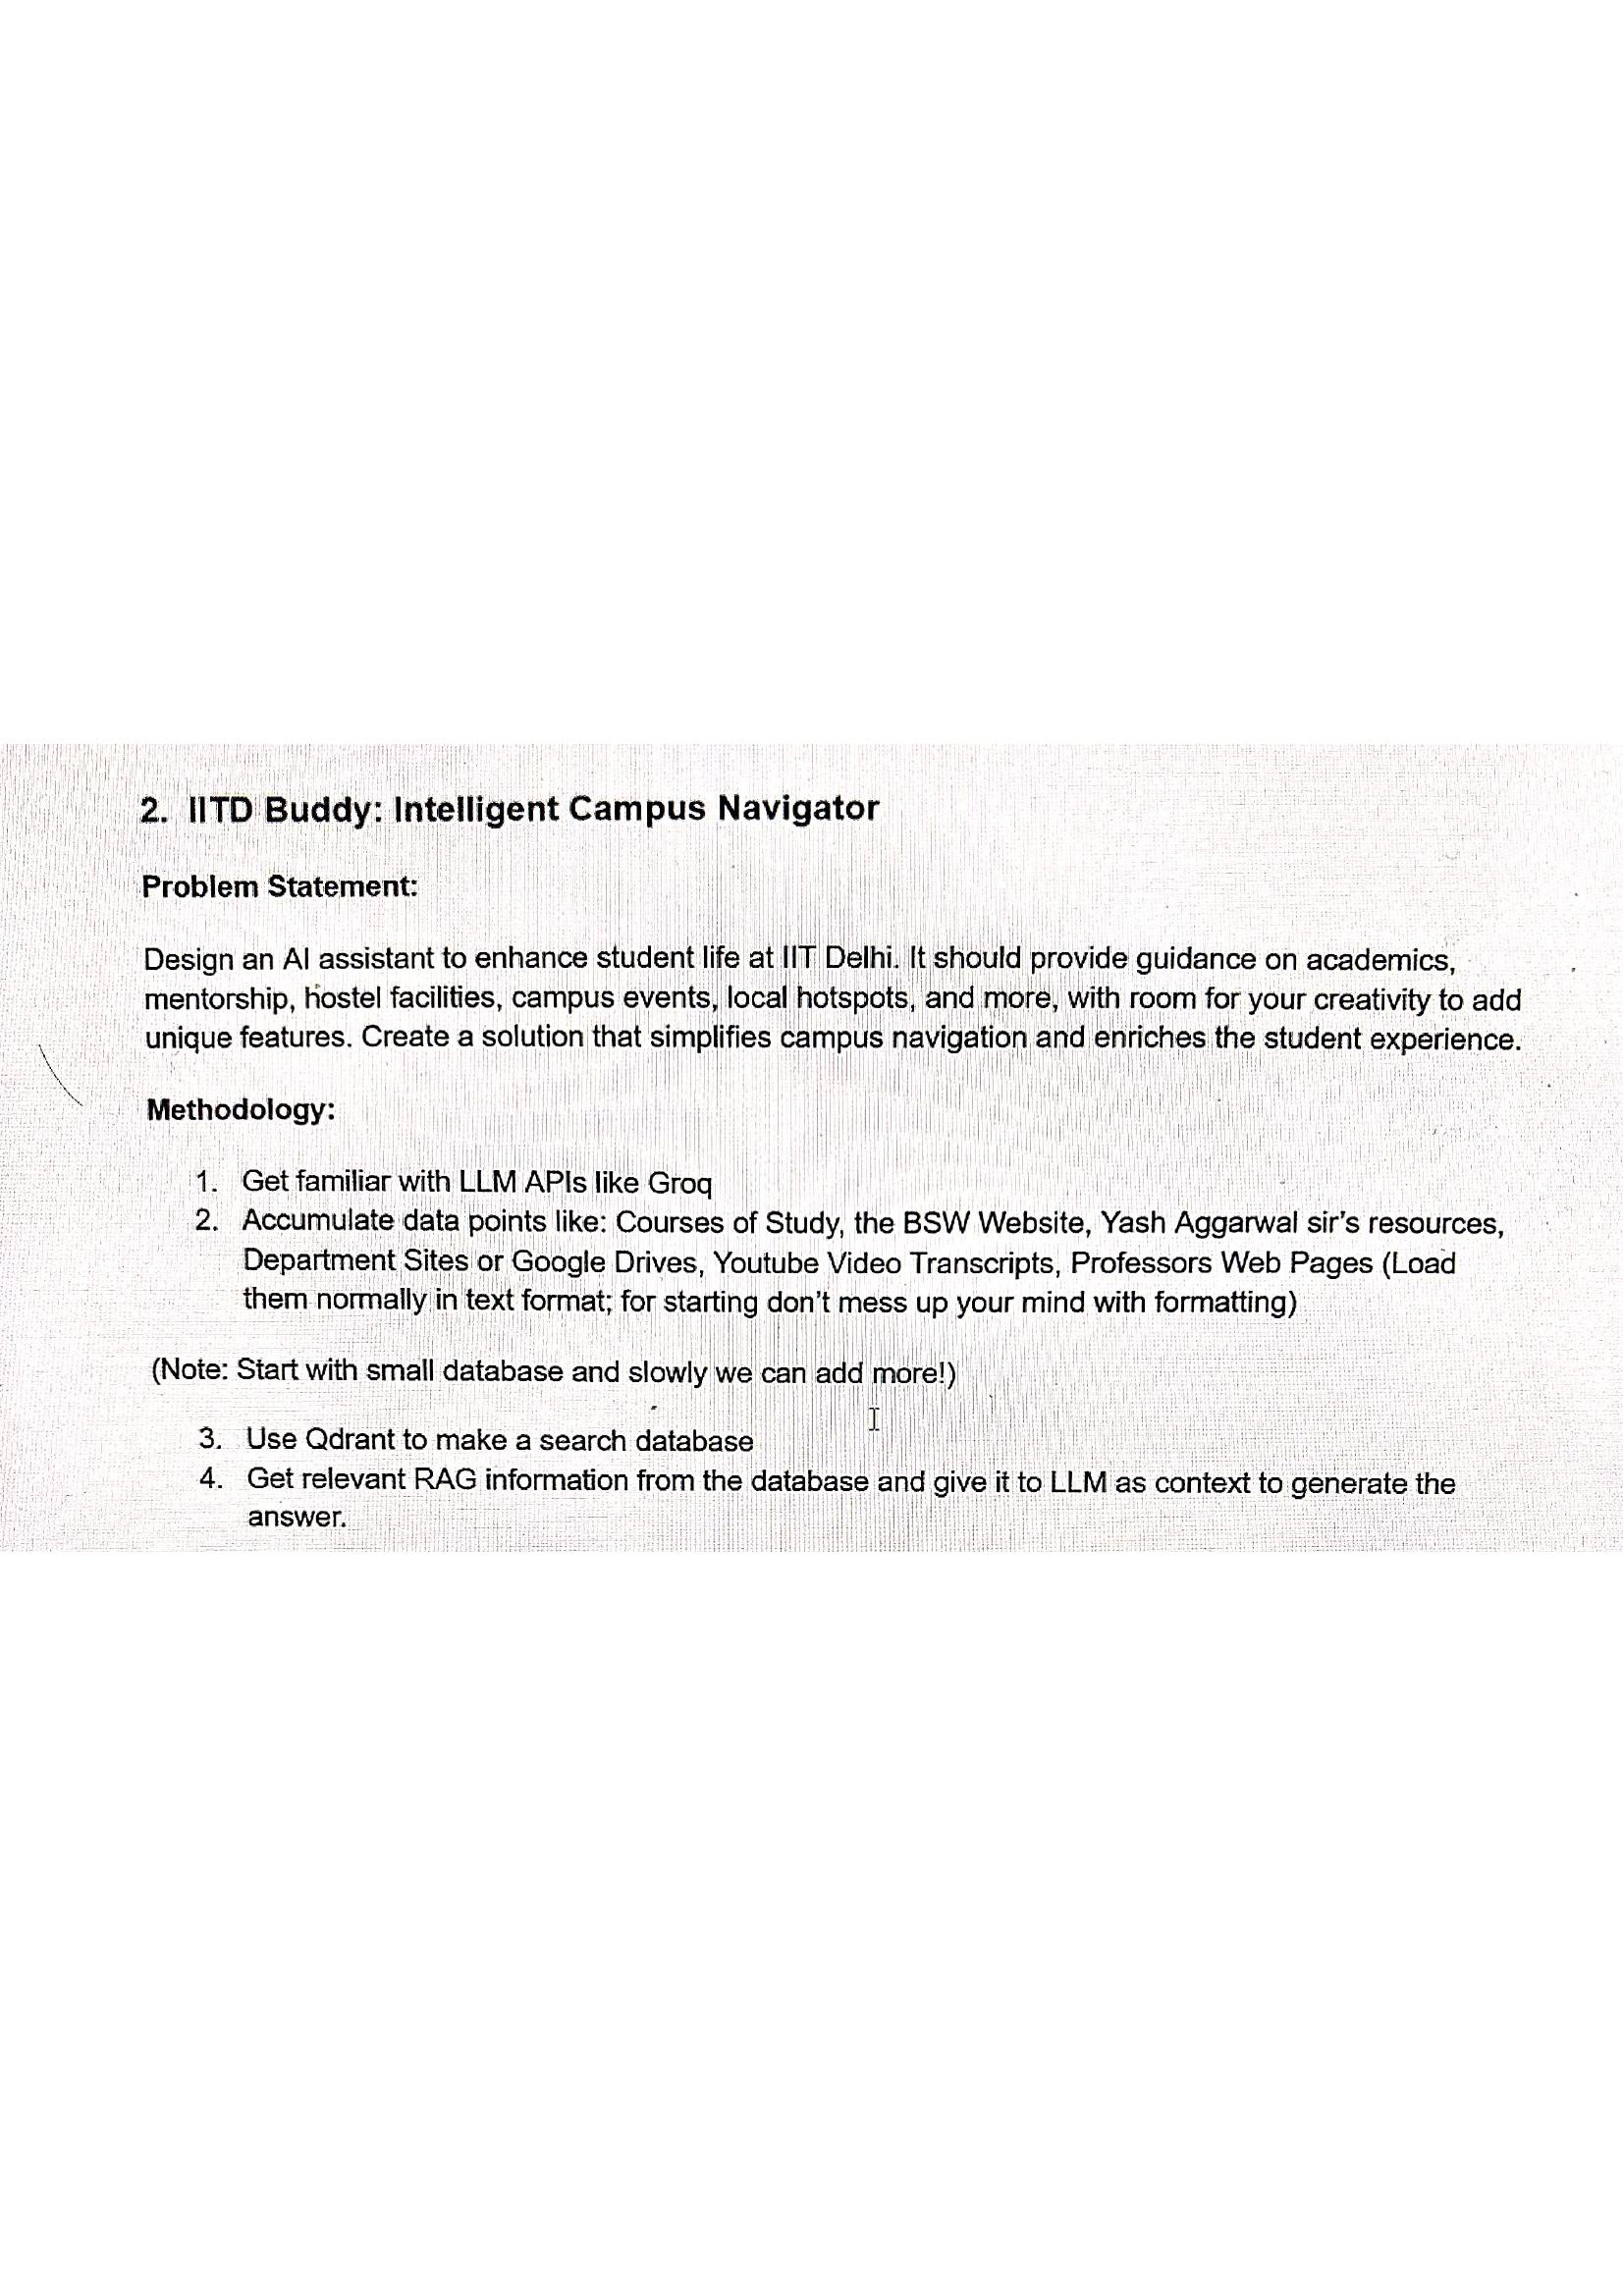 2. IITD Buddy: Intelligent Campus Navigator
Problem Statement:
Design an AI assistant to enhance student life at IIT Delhi. It should provide guidance on academics,
mentorship, hostel facilities, campus events, local hotspots, and more, with room for your creativity to add
unique features. Create a solution that simplifies campus navigation and enriches the student experience.
Methodology:
1. Get familiar with LLM APIs like Groq
2. Accumulate data points like: Courses of Study, the BSW Website, Yash Aggarwal sir's resources,
Department Sites or Google Drives, Youtube Video Transcripts, Professors Web Pages (Load
them normally in text format; for starting don't mess up your mind with formatting)
(Note: Start with small database and slowly we can add more!)
3. Use Qdrant to make a search database
4. Get relevant RAG information from the database and give it to LLM as context to generate the
answer.